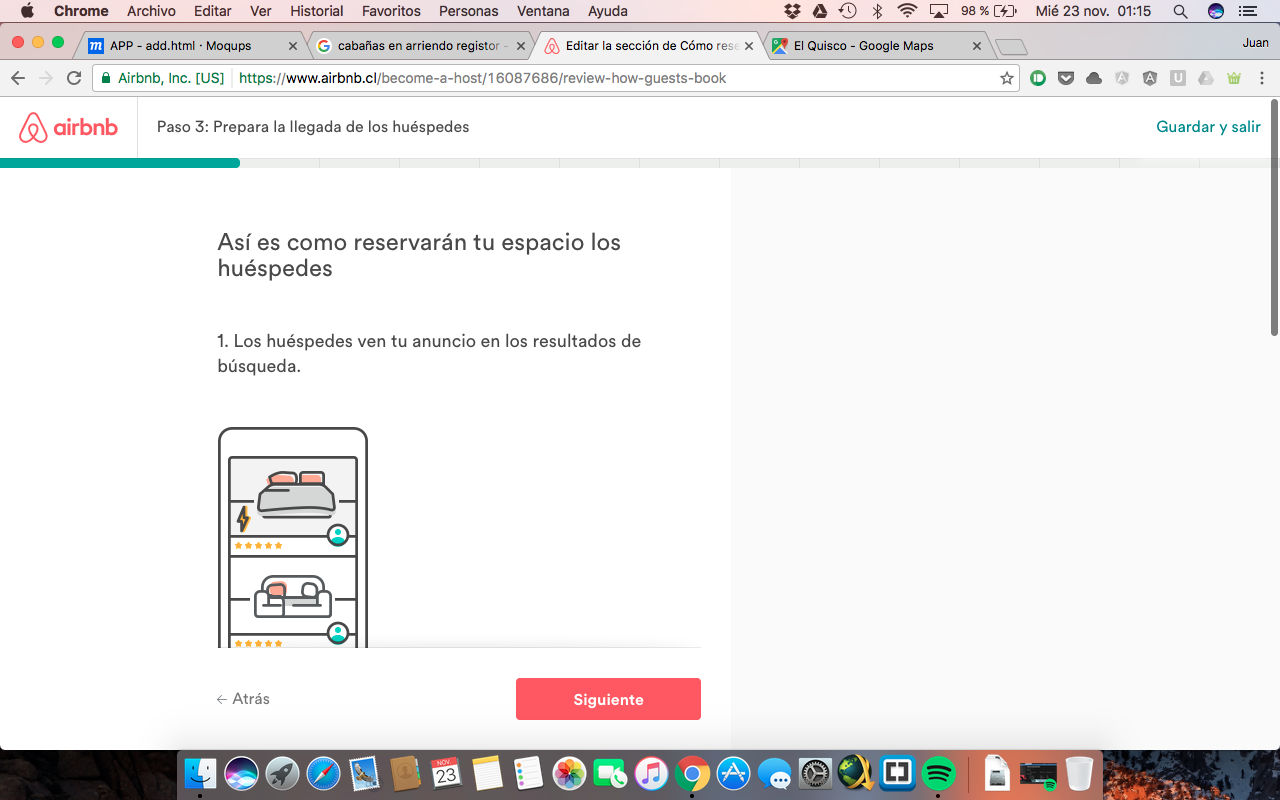 Chrome Archivo Editar Ver Historial Favoritos Personas Ventana Ayuda 98 % Mié 23 nov. 01:15
APP - add.html · Moqups cabañas en arriendo registor - Editar la sección de Cómo rese El Quisco - Google Maps Juan
Airbnb, Inc. [US] https://www.airbnb.cl/become-a-host/16087686/review-how-guests-book
airbnb Paso 3: Prepara la llegada de los huéspedes Guardar y salir
Así es como reservarán tu espacio los
huéspedes
1. Los huéspedes ven tu anuncio en los resultados de
búsqueda.
← Atrás Siguiente
NOV
23